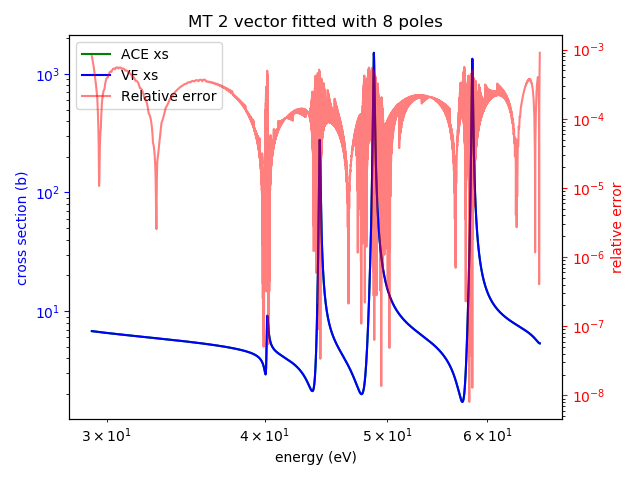 MT 2 vector fitted with 8 poles
ACE xs
VF xs
Relative error
10³
10²
10¹
cross section (b)
10⁻³
10⁻⁴
10⁻⁵
10⁻⁶
10⁻⁷
10⁻⁸
relative error
3 × 10¹ 4 × 10¹ 5 × 10¹ 6 × 10¹
energy (eV)